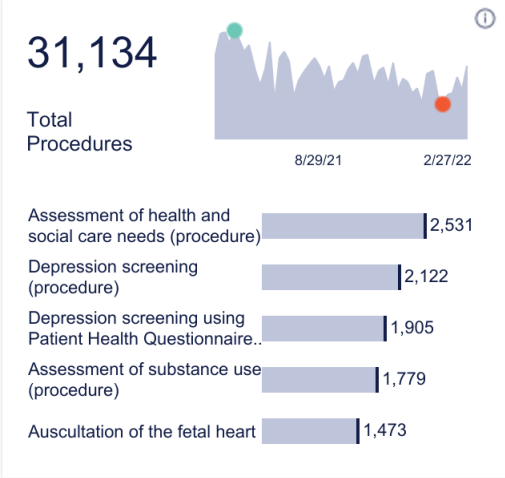 31,134
Total
Procedures
8/29/21
2/27/22
Assessment of health and
social care needs (procedure)
2,531
Depression screening
(procedure)
2,122
Depression screening using
Patient Health Questionnaire..
1,905
Assessment of substance use
(procedure)
1,779
Auscultation of the fetal heart
1,473